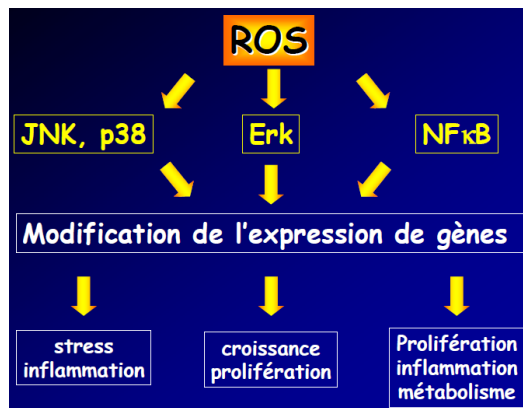 ROS
JNK, p38
Erk
NFκB
Modification de l'expression de gènes
stress
inflammation
croissance
prolifération
Prolifération
inflammation
métabolisme